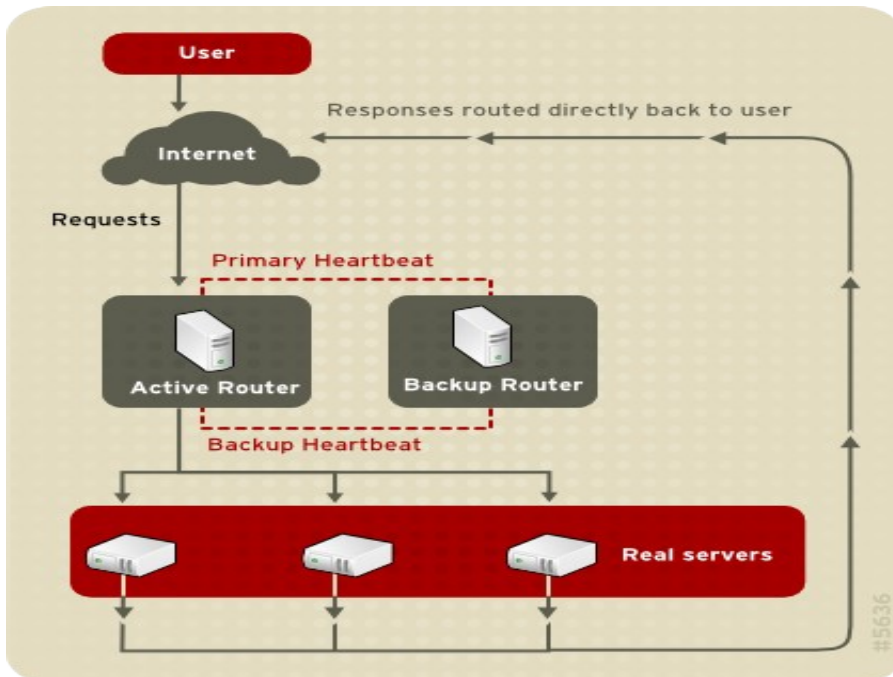 User
Responses routed directly back to user
Internet
Requests
Primary Heartbeat
Active Router
Backup Router
Backup Heartbeat
Real servers
#5636